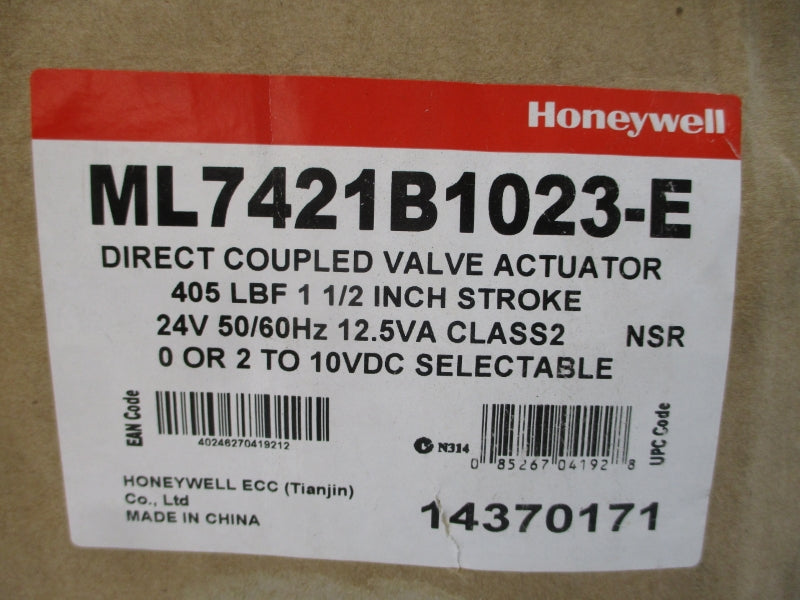 Honeywell
ML7421B1023-E
DIRECT COUPLED VALVE ACTUATOR
405 LBF 1 1/2 INCH STROKE
24V 50/60Hz 12.5VA CLASS2 NSR
0 OR 2 TO 10VDC SELECTABLE
EAN Code
40246270419212
N314
0 85267 04192 8
UPC Code
HONEYWELL ECC (Tianjin)
Co., Ltd
MADE IN CHINA
14370171